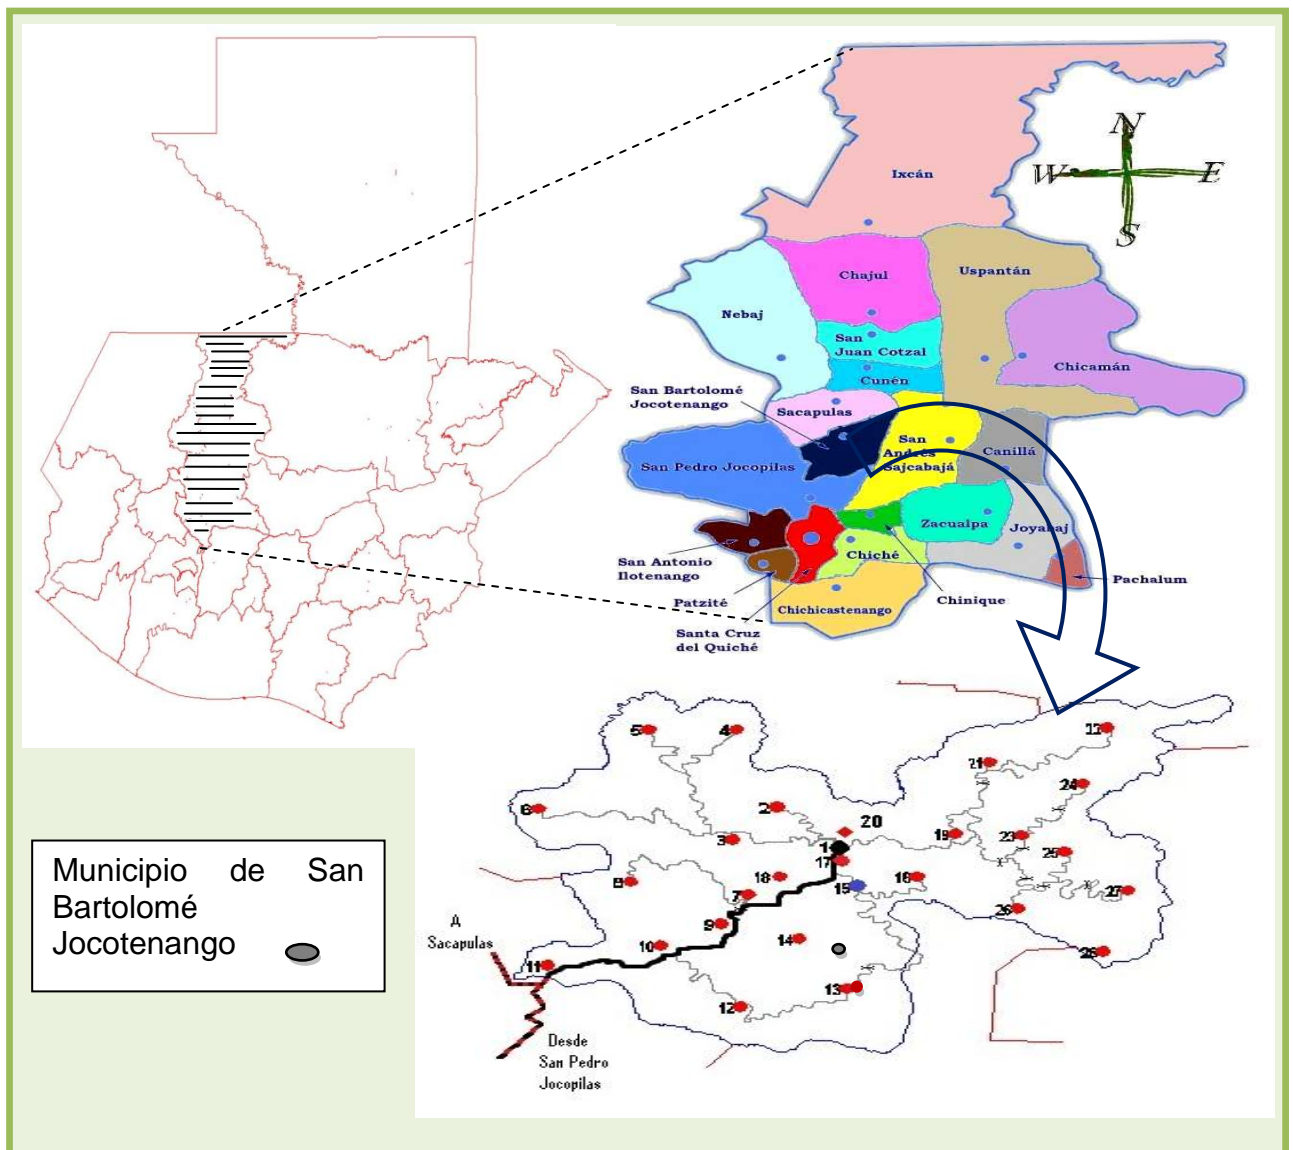 N
W E
S
Ixcán
Chajul
Uspantán
Nebaj
San
Juan Cotzal
Chicamán
Cunén
San Bartolomé
Jocotenango
Sacapulas
San
Andrés
Sajcabajá
Canillá
San Pedro Jocopilas
Zacualpa
Joyabaj
San Antonio
Ilotenango
Chiché
Pachalum
Patzité
Chinique
Chichicastenango
Santa Cruz
del Quiché
5
4
22
21
24
6
2
20
3
1
19
23
17
25
8
18
15
16
7
27
26
9
14
10
28
11
13
12
A
Sacapulas
Desde
San Pedro
Jocopilas
Municipio de San
Bartolomé
Jocotenango